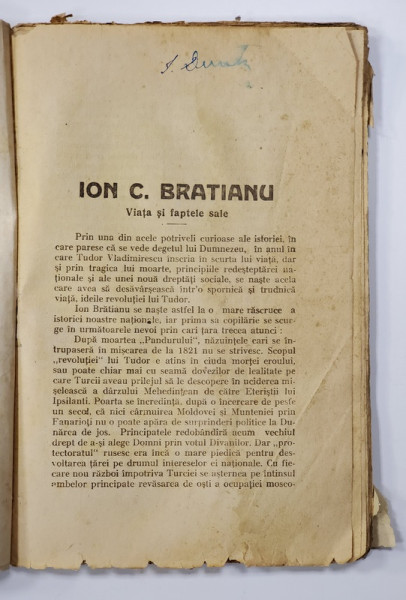 ION C. BRATIANU
Viața și faptele sale
Prin una din acele potriveli curioase ale istoriei, în
care parese că se vede degetul lui Dumnezeu, în anul în
care Tudor Vladimirescu inscria în scurta lui viață, dar
și prin tragica lui moarte, principiile redeșteptărei na-
ționale și ale unei nouă dreptăți sociale, se naște acela
care avea să desăvârșească într'o spornică și trudnică
viață, ideile revoluției lui Tudor.
Ion Brătianu se naște astfel la o mare răscruce a
istoriei noastre naționale, iar prima sa copilărie se scur-
ge în următoarele nevoi prin cari țara trecea atunci :
După moartea „Pandurului", năzuințele cari se în-
trupaseră în mișcarea de la 1821 nu se strivesc. Scopul
„revoluției" lui Tudor e atins în ciuda morței eroului,
sau poate chiar mai cu seamă dovezilor de lealitate pe
care Turcii aveau prilejul să le descopere în uciderea mi-
șelească a dârzului Mehedințean de către Eteriștii lui
Ipsilanti. Poarta se încredință, după o încercare de peste
un secol, că nici cârmuirea Moldovei și Munteniei prin
Fanarioți nu o poate apăra de surprinderi politice la Du-
nărea de jos. Principatele redobândiră acum vechiul
drept de a-și alege Domni prin votul Divanilor. Dar „pro-
tectoratul" rusesc era încă o mare piedică pentru des-
voltarea țărei pe drumul intereselor ei naționale. Cu fie-
care nou război împotriva Turciei se așternea pe întinsul
ambelor principate revăsarea de oști a ocupației mosco-